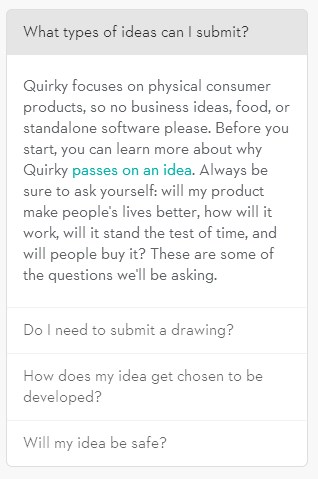 What types of ideas can I submit?
Quirky focuses on physical consumer
products, so no business ideas, food, or
standalone software please. Before you
start, you can learn more about why
Quirky passes on an idea. Always be
sure to ask yourself: will my product
make people's lives better, how will it
work, will it stand the test of time, and
will people buy it? These are some of
the questions we'll be asking.
Do I need to submit a drawing?
How does my idea get chosen to be
developed?
Will my idea be safe?